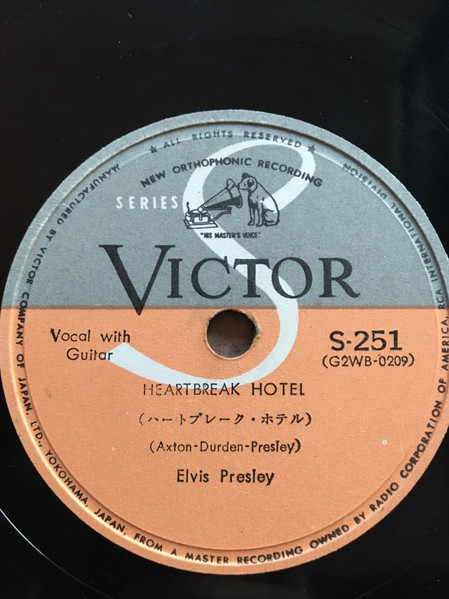 ★ ALL RIGHTS RESERVED ★
NEW ORTHOPHONIC RECORDING
SERIES S
"HIS MASTER'S VOICE"
VICTOR
Vocal with
Guitar
S-251
(G2WB-0209)
HEARTBREAK HOTEL
(ハートブレーク・ホテル)
(Axton-Durden-Presley)
Elvis Presley
MANUFACTURED BY VICTOR COMPANY OF JAPAN, LTD., YOKOHAMA, JAPAN, FROM A MASTER RECORDING OWNED BY RADIO CORPORATION OF AMERICA, RCA INTERNATIONAL DIVISION